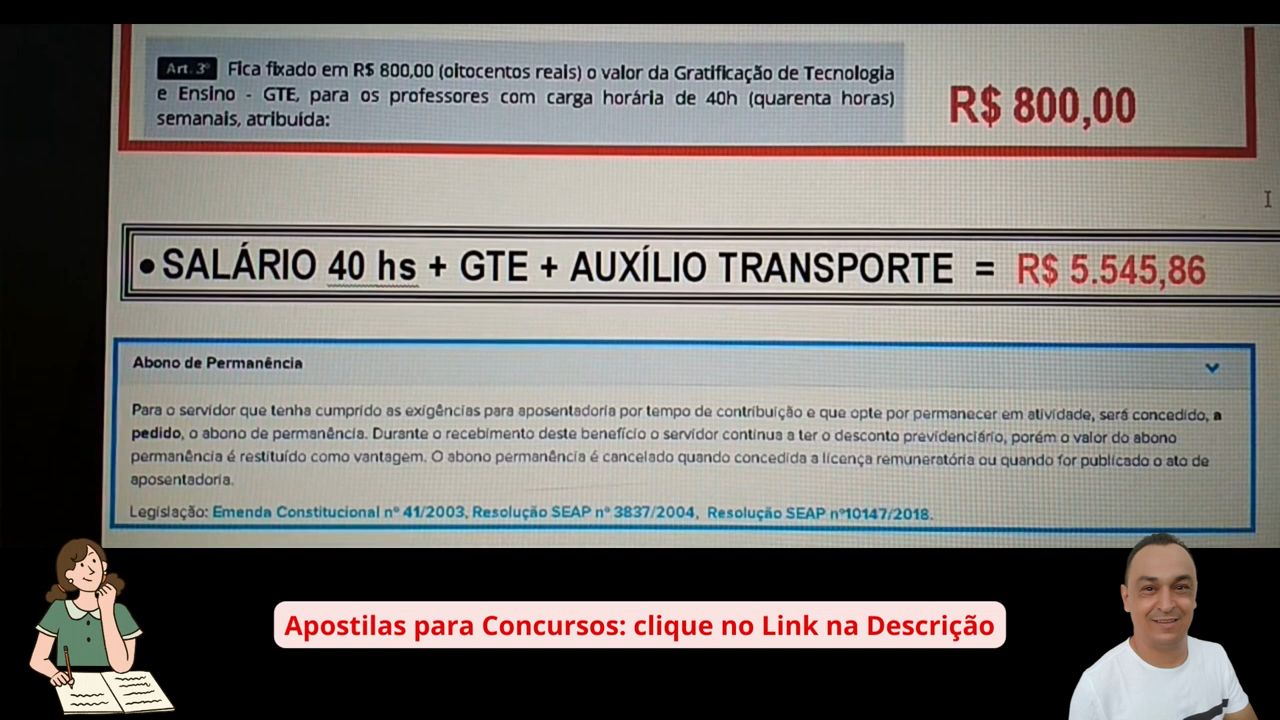 Art. 3º Fica fixado em R$ 800,00 (oitocentos reais) o valor da Gratificação de Tecnologia
e Ensino - GTE, para os professores com carga horária de 40h (quarenta horas)
semanais, atribuída:
R$ 800,00
• SALÁRIO 40 hs + GTE + AUXÍLIO TRANSPORTE = R$ 5.545,86
Abono de Permanência
Para o servidor que tenha cumprido as exigências para aposentadoria por tempo de contribuição e que opte por permanecer em atividade, será concedido, a
pedido, o abono de permanência. Durante o recebimento deste benefício o servidor continua a ter o desconto previdenciário, porém o valor do abono
permanência é restituído como vantagem. O abono permanência é cancelado quando concedida a licença remuneratória ou quando for publicado o ato de
aposentadoria.
Legislação: Emenda Constitucional nº 41/2003, Resolução SEAP nº 3837/2004, Resolução SEAP nº10147/2018.
Apostilas para Concursos: clique no Link na Descrição